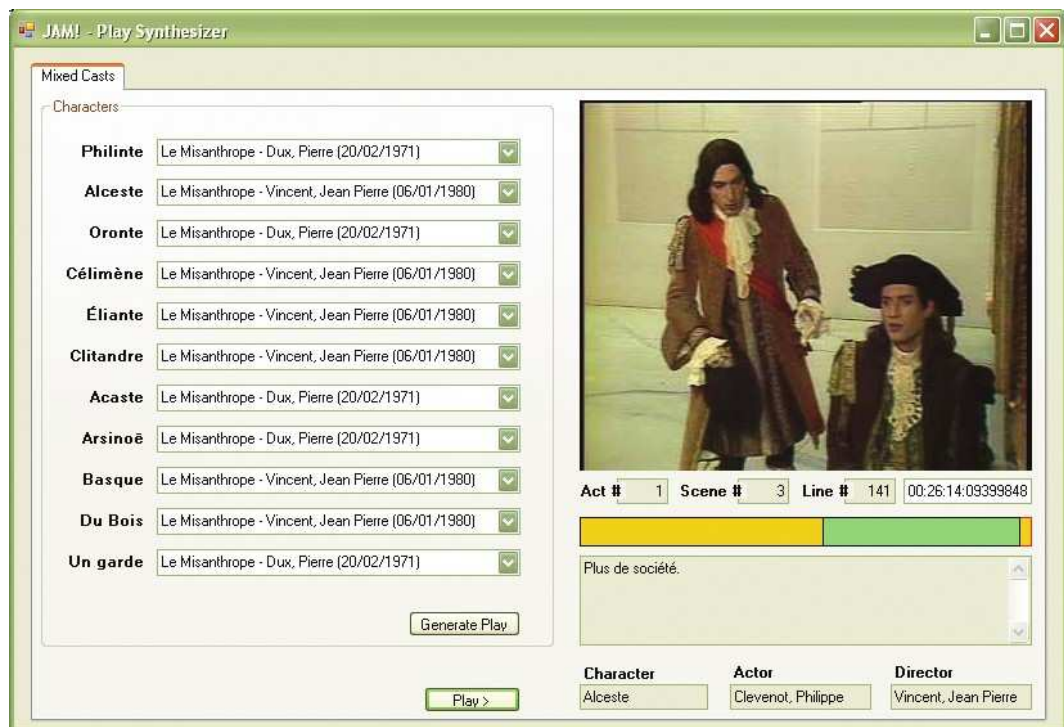 JAM! - Play Synthesizer
Mixed Casts
Characters
Philinte Le Misanthrope - Dux, Pierre (20/02/1971)
Alceste Le Misanthrope - Vincent, Jean Pierre (06/01/1980)
Oronte Le Misanthrope - Dux, Pierre (20/02/1971)
Célimène Le Misanthrope - Vincent, Jean Pierre (06/01/1980)
Éliante Le Misanthrope - Vincent, Jean Pierre (06/01/1980)
Clitandre Le Misanthrope - Vincent, Jean Pierre (06/01/1980)
Acaste Le Misanthrope - Dux, Pierre (20/02/1971)
Arsinoë Le Misanthrope - Dux, Pierre (20/02/1971)
Basque Le Misanthrope - Vincent, Jean Pierre (06/01/1980)
Du Bois Le Misanthrope - Vincent, Jean Pierre (06/01/1980)
Un garde Le Misanthrope - Dux, Pierre (20/02/1971)
Generate Play
Play >
Act # 1 Scene # 3 Line # 141 00:26:14:09399848
Plus de société.
Character Actor Director
Alceste Clevenot, Philippe Vincent, Jean Pierre